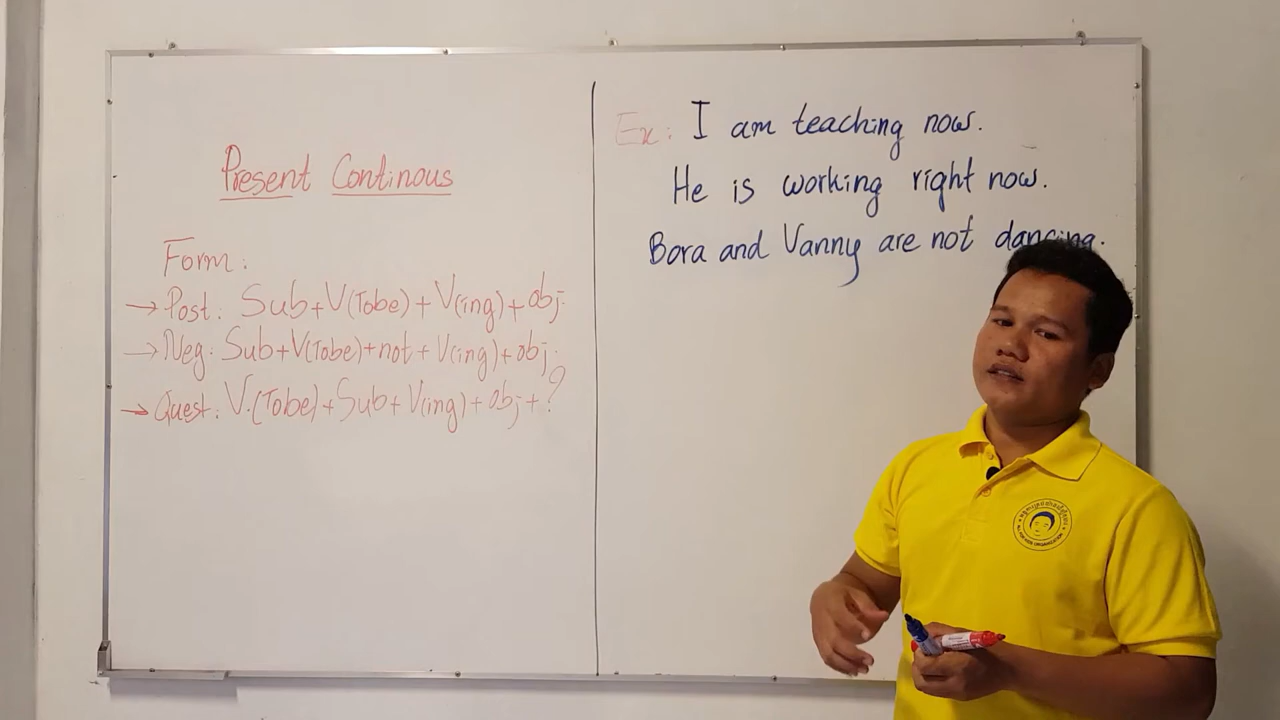 Present Continous
Form:
→ Post: Sub+V(Tobe)+V(ing)+obj.
→ Neg: Sub+V(Tobe)+not+V(ing)+obj.
→ Quest: V.(Tobe)+Sub+V(ing)+obj+?
Ex: I am teaching now.
He is working right now.
Bora and Vanny are not dancing.